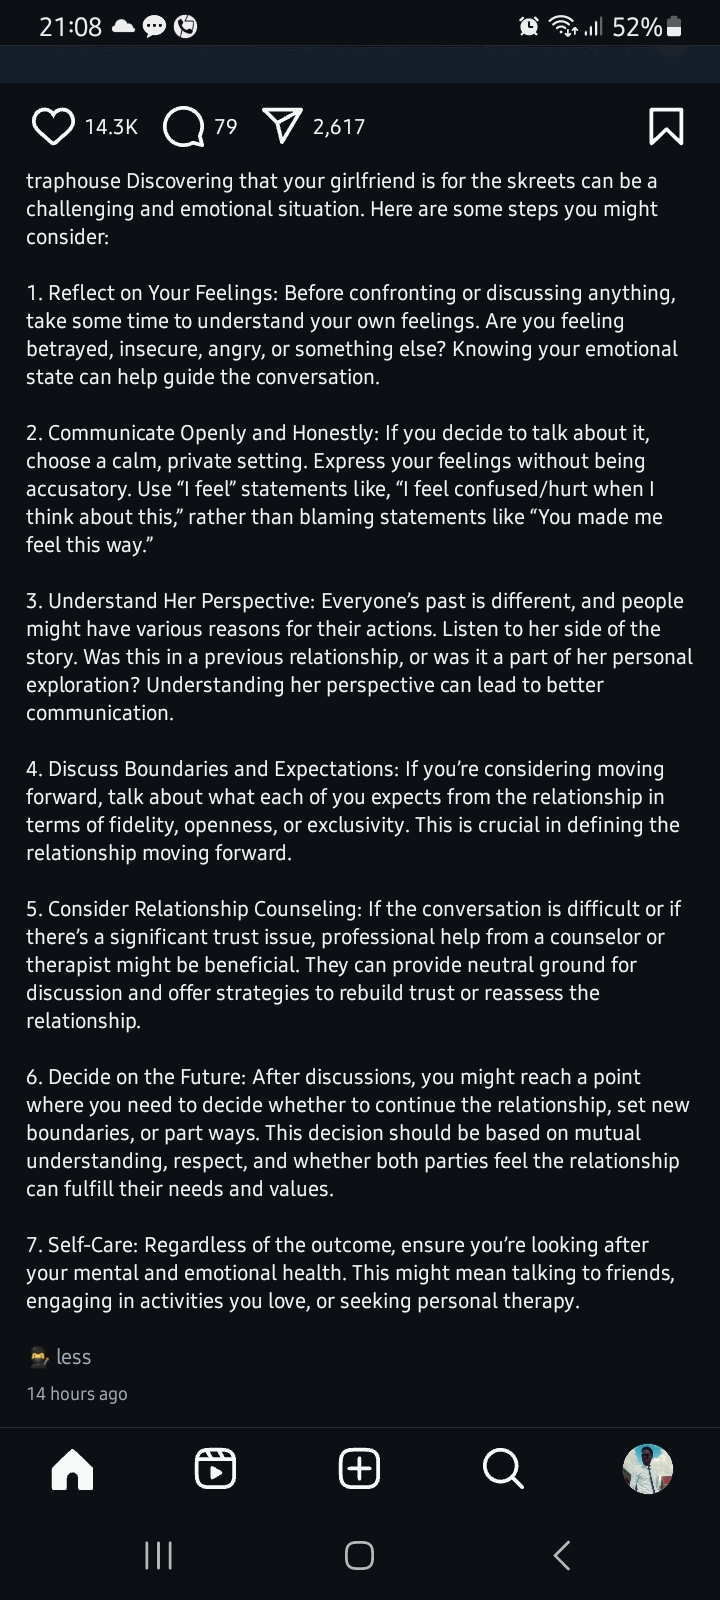 21:08
52%
14.3K 79 2,617
traphouse Discovering that your girlfriend is for the skreets can be a
challenging and emotional situation. Here are some steps you might
consider:
1. Reflect on Your Feelings: Before confronting or discussing anything,
take some time to understand your own feelings. Are you feeling
betrayed, insecure, angry, or something else? Knowing your emotional
state can help guide the conversation.
2. Communicate Openly and Honestly: If you decide to talk about it,
choose a calm, private setting. Express your feelings without being
accusatory. Use “I feel” statements like, “I feel confused/hurt when I
think about this,” rather than blaming statements like “You made me
feel this way.”
3. Understand Her Perspective: Everyone’s past is different, and people
might have various reasons for their actions. Listen to her side of the
story. Was this in a previous relationship, or was it a part of her personal
exploration? Understanding her perspective can lead to better
communication.
4. Discuss Boundaries and Expectations: If you’re considering moving
forward, talk about what each of you expects from the relationship in
terms of fidelity, openness, or exclusivity. This is crucial in defining the
relationship moving forward.
5. Consider Relationship Counseling: If the conversation is difficult or if
there’s a significant trust issue, professional help from a counselor or
therapist might be beneficial. They can provide neutral ground for
discussion and offer strategies to rebuild trust or reassess the
relationship.
6. Decide on the Future: After discussions, you might reach a point
where you need to decide whether to continue the relationship, set new
boundaries, or part ways. This decision should be based on mutual
understanding, respect, and whether both parties feel the relationship
can fulfill their needs and values.
7. Self-Care: Regardless of the outcome, ensure you’re looking after
your mental and emotional health. This might mean talking to friends,
engaging in activities you love, or seeking personal therapy.
🥷 less
14 hours ago